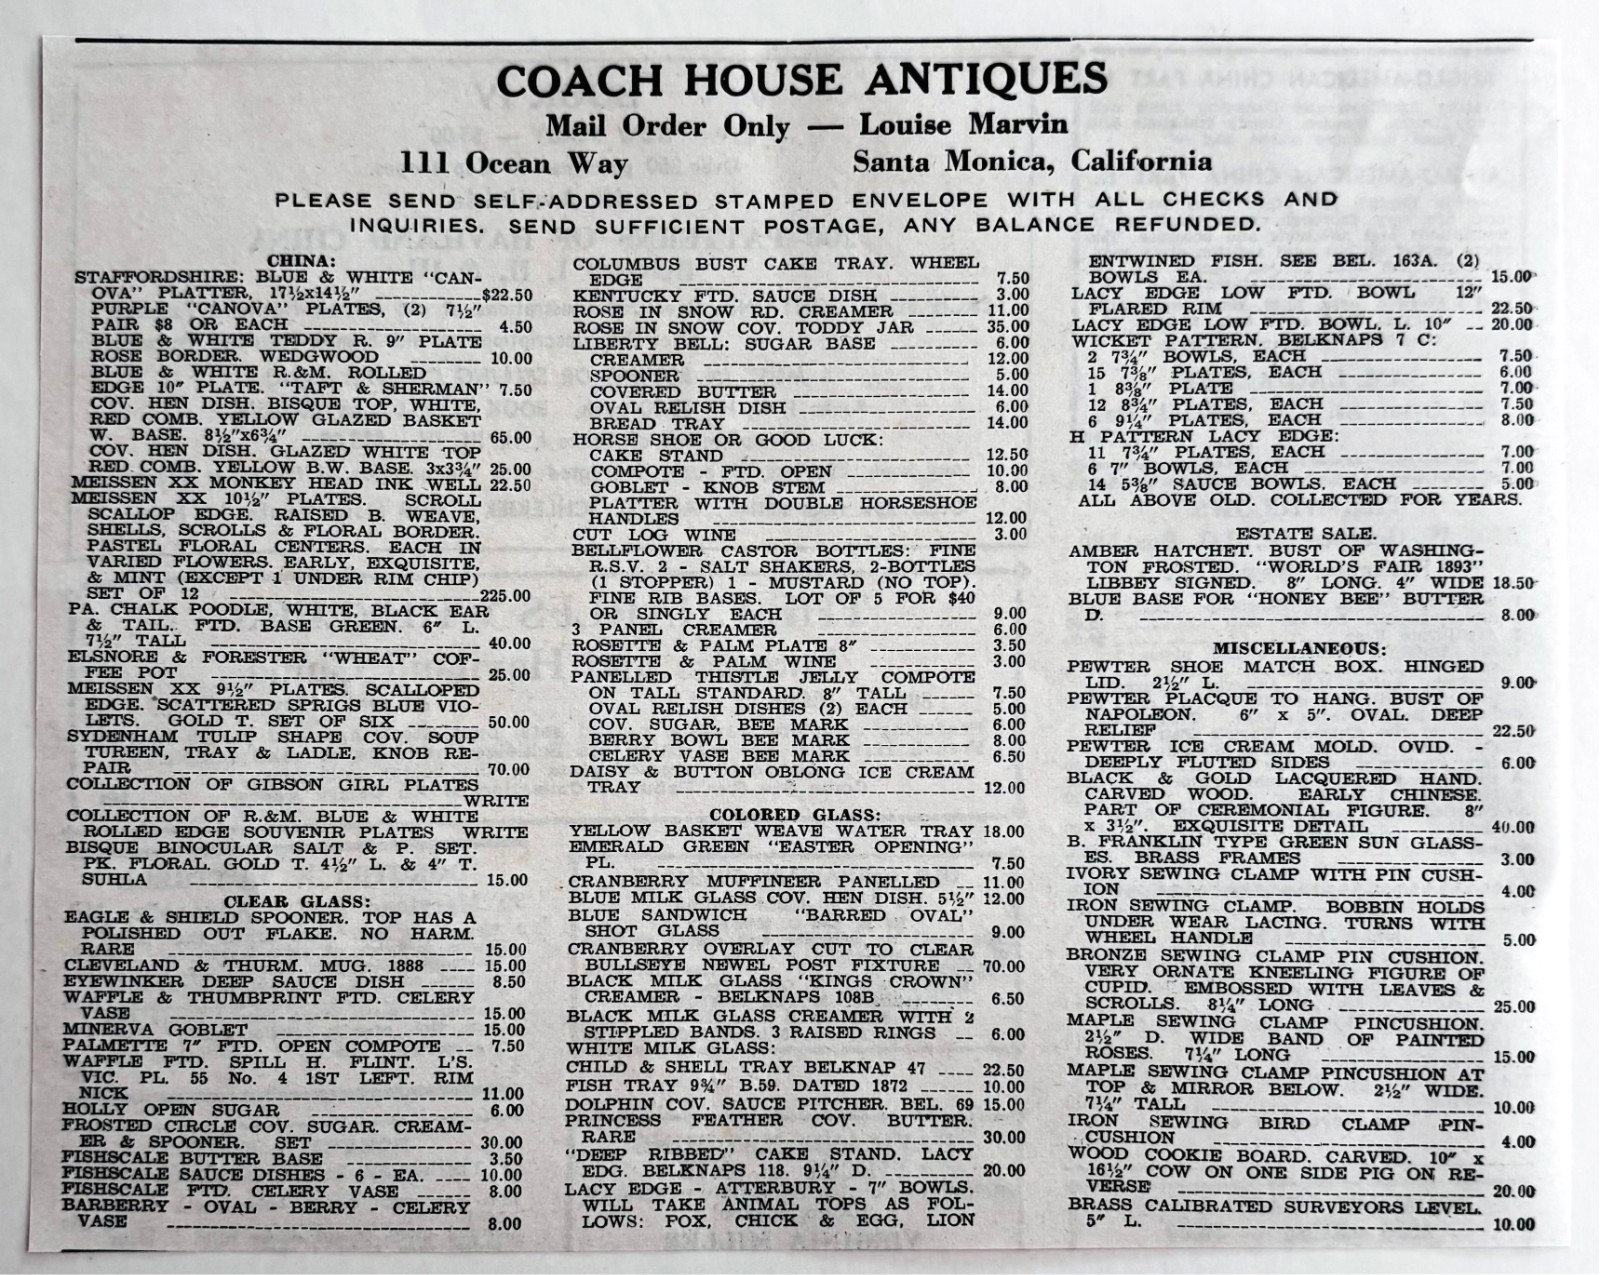 COACH HOUSE ANTIQUES
Mail Order Only — Louise Marvin
111 Ocean Way Santa Monica, California
PLEASE SEND SELF-ADDRESSED STAMPED ENVELOPE WITH ALL CHECKS AND
INQUIRIES. SEND SUFFICIENT POSTAGE, ANY BALANCE REFUNDED.
CHINA:
STAFFORDSHIRE: BLUE & WHITE "CAN-
OVA" PLATTER, 17½x14½" $22.50
PURPLE "CANOVA" PLATES, (2) 7½"
PAIR $8 OR EACH 4.50
BLUE & WHITE TEDDY R. 9" PLATE
ROSE BORDER. WEDGWOOD 10.00
BLUE & WHITE R.&M. ROLLED
EDGE 10" PLATE. "TAFT & SHERMAN" 7.50
COV. HEN DISH. BISQUE TOP, WHITE,
RED COMB. YELLOW GLAZED BASKET
W. BASE. 8½"x6¾" 65.00
COV. HEN DISH. GLAZED WHITE TOP
RED COMB. YELLOW B.W. BASE. 3x3¾" 25.00
MEISSEN XX MONKEY HEAD INK WELL 22.50
MEISSEN XX 10½" PLATES. SCROLL
SCALLOP EDGE. RAISED B. WEAVE,
SHELLS, SCROLLS & FLORAL BORDER.
PASTEL FLORAL CENTERS. EACH IN
VARIED FLOWERS. EARLY, EXQUISITE,
& MINT (EXCEPT 1 UNDER RIM CHIP)
SET OF 12 225.00
PA. CHALK POODLE, WHITE, BLACK EAR
& TAIL. FTD. BASE GREEN. 6" L.
7½" TALL 40.00
ELSNORE & FORESTER "WHEAT" COF-
FEE POT 25.00
MEISSEN XX 9½" PLATES. SCALLOPED
EDGE. SCATTERED SPRIGS BLUE VIO-
LETS. GOLD T. SET OF SIX 50.00
SYDENHAM TULIP SHAPE COV. SOUP
TUREEN, TRAY & LADLE, KNOB RE-
PAIR 70.00
COLLECTION OF GIBSON GIRL PLATES
WRITE
COLLECTION OF R.&M. BLUE & WHITE
ROLLED EDGE SOUVENIR PLATES WRITE
BISQUE BINOCULAR SALT & P. SET.
PK. FLORAL. GOLD T. 4½" L. & 4" T.
SUHLA 15.00
CLEAR GLASS:
EAGLE & SHIELD SPOONER. TOP HAS A
POLISHED OUT FLAKE. NO HARM.
RARE 15.00
CLEVELAND & THURM. MUG. 1888 15.00
EYEWINKER DEEP SAUCE DISH 8.50
WAFFLE & THUMBPRINT FTD. CELERY
VASE 15.00
MINERVA GOBLET 15.00
PALMETTE 7" FTD. OPEN COMPOTE 7.50
WAFFLE FTD. SPILL H. FLINT. L'S.
VIC. PL. 55 No. 4 1ST LEFT. RIM
NICK 11.00
HOLLY OPEN SUGAR 6.00
FROSTED CIRCLE COV. SUGAR. CREAM-
ER & SPOONER. SET 30.00
FISHSCALE BUTTER BASE 3.50
FISHSCALE SAUCE DISHES - 6 - EA. 10.00
FISHSCALE FTD. CELERY VASE 8.00
BARBERRY - OVAL - BERRY - CELERY
VASE 8.00
COLUMBUS BUST CAKE TRAY. WHEEL
EDGE 7.50
KENTUCKY FTD. SAUCE DISH 3.00
ROSE IN SNOW RD. CREAMER 11.00
ROSE IN SNOW COV. TODDY JAR 35.00
LIBERTY BELL: SUGAR BASE 6.00
CREAMER 12.00
SPOONER 5.00
COVERED BUTTER 14.00
OVAL RELISH DISH 6.00
BREAD TRAY 14.00
HORSE SHOE OR GOOD LUCK:
CAKE STAND 12.50
COMPOTE - FTD. OPEN 10.00
GOBLET - KNOB STEM 8.00
PLATTER WITH DOUBLE HORSESHOE
HANDLES 12.00
CUT LOG WINE 3.00
BELLFLOWER CASTOR BOTTLES: FINE
R.S.V. 2 - SALT SHAKERS, 2-BOTTLES
(1 STOPPER) 1 - MUSTARD (NO TOP).
FINE RIB BASES. LOT OF 5 FOR $40
OR SINGLY EACH 9.00
3 PANEL CREAMER 6.00
ROSETTE & PALM PLATE 8" 3.50
ROSETTE & PALM WINE 3.00
PANELLED THISTLE JELLY COMPOTE
ON TALL STANDARD. 8" TALL 7.50
OVAL RELISH DISHES (2) EACH 5.00
COV. SUGAR, BEE MARK 6.00
BERRY BOWL BEE MARK 8.00
CELERY VASE BEE MARK 6.50
DAISY & BUTTON OBLONG ICE CREAM
TRAY 12.00
COLORED GLASS:
YELLOW BASKET WEAVE WATER TRAY 18.00
EMERALD GREEN "EASTER OPENING"
PL. 7.50
CRANBERRY MUFFINEER PANELLED 11.00
BLUE MILK GLASS COV. HEN DISH. 5½" 12.00
BLUE SANDWICH "BARRED OVAL"
SHOT GLASS 9.00
CRANBERRY OVERLAY CUT TO CLEAR
BULLSEYE NEWEL POST FIXTURE 70.00
BLACK MILK GLASS "KINGS CROWN"
CREAMER - BELKNAPS 108B 6.50
BLACK MILK GLASS CREAMER WITH 2
STIPPLED BANDS. 3 RAISED RINGS 6.00
WHITE MILK GLASS:
CHILD & SHELL TRAY BELKNAP 47 22.50
FISH TRAY 9¾" B.59. DATED 1872 10.00
DOLPHIN COV. SAUCE PITCHER. BEL. 69 15.00
PRINCESS FEATHER COV. BUTTER.
RARE 30.00
"DEEP RIBBED" CAKE STAND. LACY
EDG. BELKNAPS 118. 9¼" D. 20.00
LACY EDGE - ATTERBURY - 7" BOWLS.
WILL TAKE ANIMAL TOPS AS FOL-
LOWS: FOX, CHICK & EGG, LION
ENTWINED FISH. SEE BEL. 163A. (2)
BOWLS EA. 15.00
LACY EDGE LOW FTD. BOWL 12"
FLARED RIM 22.50
LACY EDGE LOW FTD. BOWL. L. 10" 20.00
WICKET PATTERN. BELKNAPS 7 C:
2 7¾" BOWLS, EACH 7.50
15 7⅞" PLATES, EACH 6.00
1 8⅜" PLATE 7.00
12 8¾" PLATES, EACH 7.50
6 9¼" PLATES, EACH 8.00
H PATTERN LACY EDGE:
11 7¾" PLATES, EACH 7.00
6 7" BOWLS, EACH 7.00
14 5⅜" SAUCE BOWLS. EACH 5.00
ALL ABOVE OLD. COLLECTED FOR YEARS.
ESTATE SALE.
AMBER HATCHET. BUST OF WASHING-
TON FROSTED. "WORLD'S FAIR 1893"
LIBBEY SIGNED. 8" LONG. 4" WIDE 18.50
BLUE BASE FOR "HONEY BEE" BUTTER
D. 8.00
MISCELLANEOUS:
PEWTER SHOE MATCH BOX. HINGED
LID. 2½" L. 9.00
PEWTER PLACQUE TO HANG. BUST OF
NAPOLEON. 6" x 5". OVAL. DEEP
RELIEF 22.50
PEWTER ICE CREAM MOLD. OVID. -
DEEPLY FLUTED SIDES 6.00
BLACK & GOLD LACQUERED HAND.
CARVED WOOD. EARLY CHINESE.
PART OF CEREMONIAL FIGURE. 8"
x 3½". EXQUISITE DETAIL 40.00
B. FRANKLIN TYPE GREEN SUN GLASS-
ES. BRASS FRAMES 3.00
IVORY SEWING CLAMP WITH PIN CUSH-
ION 4.00
IRON SEWING CLAMP. BOBBIN HOLDS
UNDER WEAR LACING. TURNS WITH
WHEEL HANDLE 5.00
BRONZE SEWING CLAMP PIN CUSHION.
VERY ORNATE KNEELING FIGURE OF
CUPID. EMBOSSED WITH LEAVES &
SCROLLS. 8¼" LONG 25.00
MAPLE SEWING CLAMP PINCUSHION.
2½" D. WIDE BAND OF PAINTED
ROSES. 7¼" LONG 15.00
MAPLE SEWING CLAMP PINCUSHION AT
TOP & MIRROR BELOW. 2½" WIDE.
7¼" TALL 10.00
IRON SEWING BIRD CLAMP PIN-
CUSHION 4.00
WOOD COOKIE BOARD. CARVED. 10" x
16½" COW ON ONE SIDE PIG ON RE-
VERSE 20.00
BRASS CALIBRATED SURVEYORS LEVEL.
5" L. 10.00